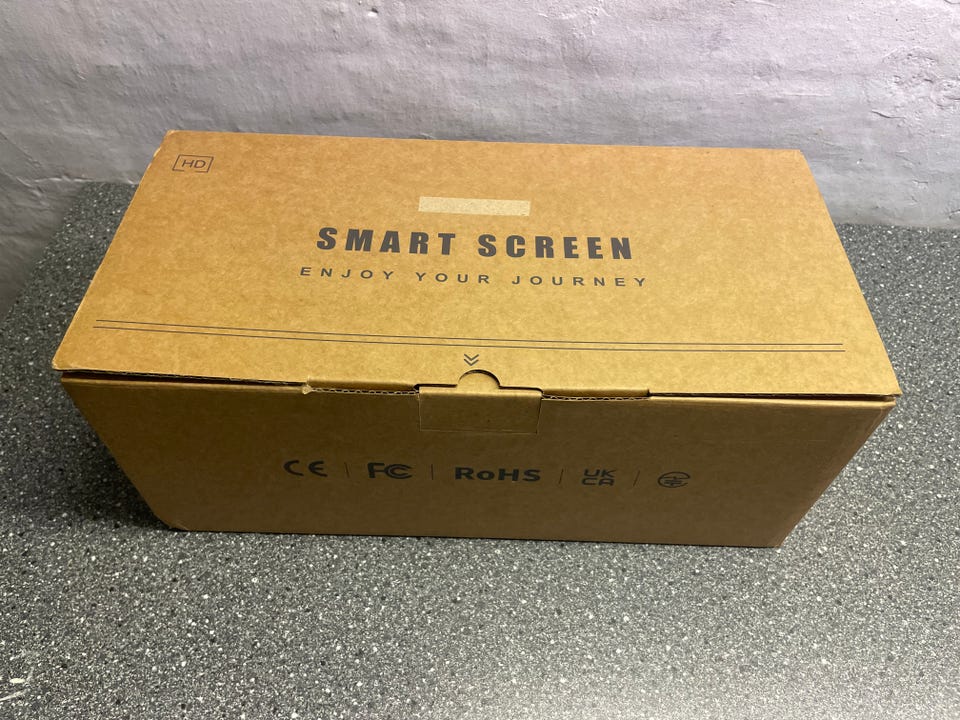 HD
SMART SCREEN
ENJOY YOUR JOURNEY
CE | FC | RoHS | UK CA |